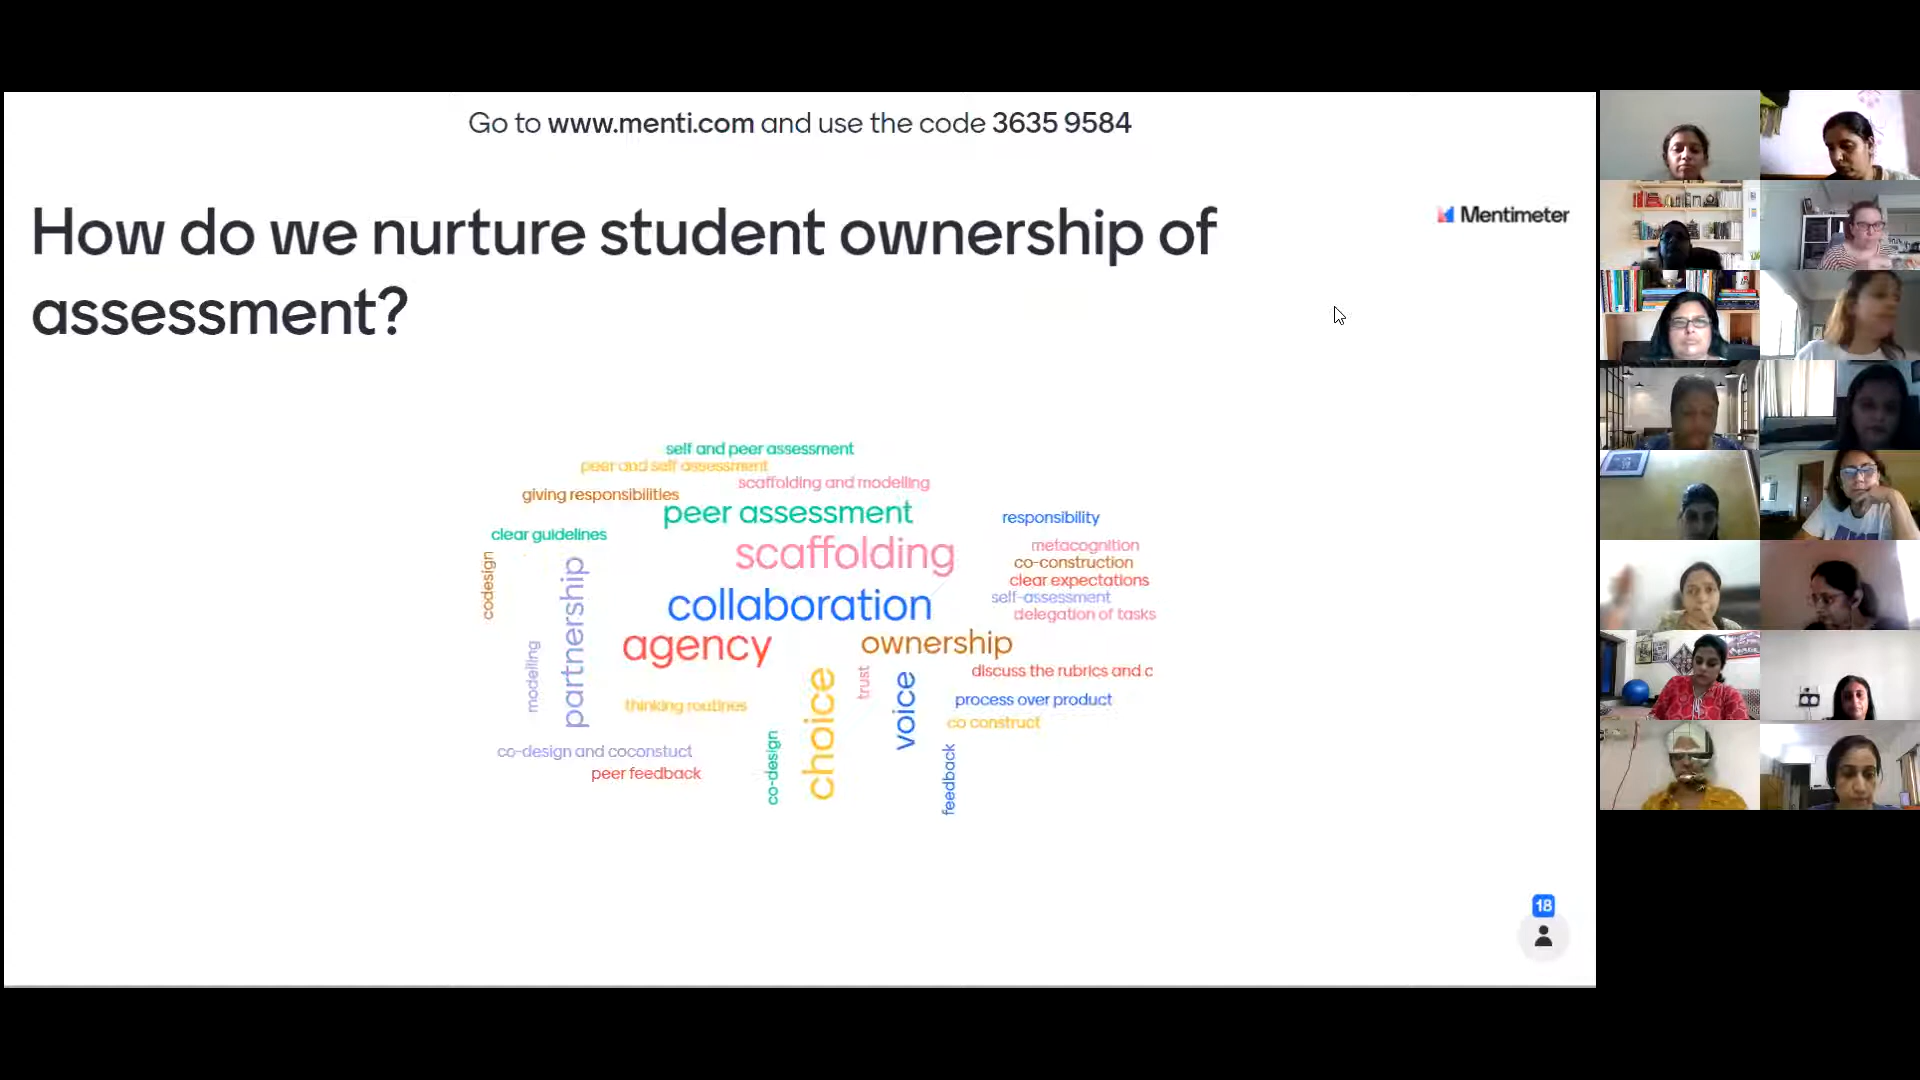 Go to www.menti.com and use the code 3635 9584
How do we nurture student ownership of
assessment?
Mentimeter
self and peer assessment
peer and self assessment
scaffolding and modelling
giving responsibilities
peer assessment
responsibility
clear guidelines
scaffolding
metacognition
co-construction
clear expectations
codesign
partnership
collaboration
self-assessment
delegation of tasks
agency
ownership
modelling
trust
discuss the rubrics and c
choice
voice
process over product
thinking routines
co construct
co-design
co-design and coconstuct
feedback
peer feedback
18